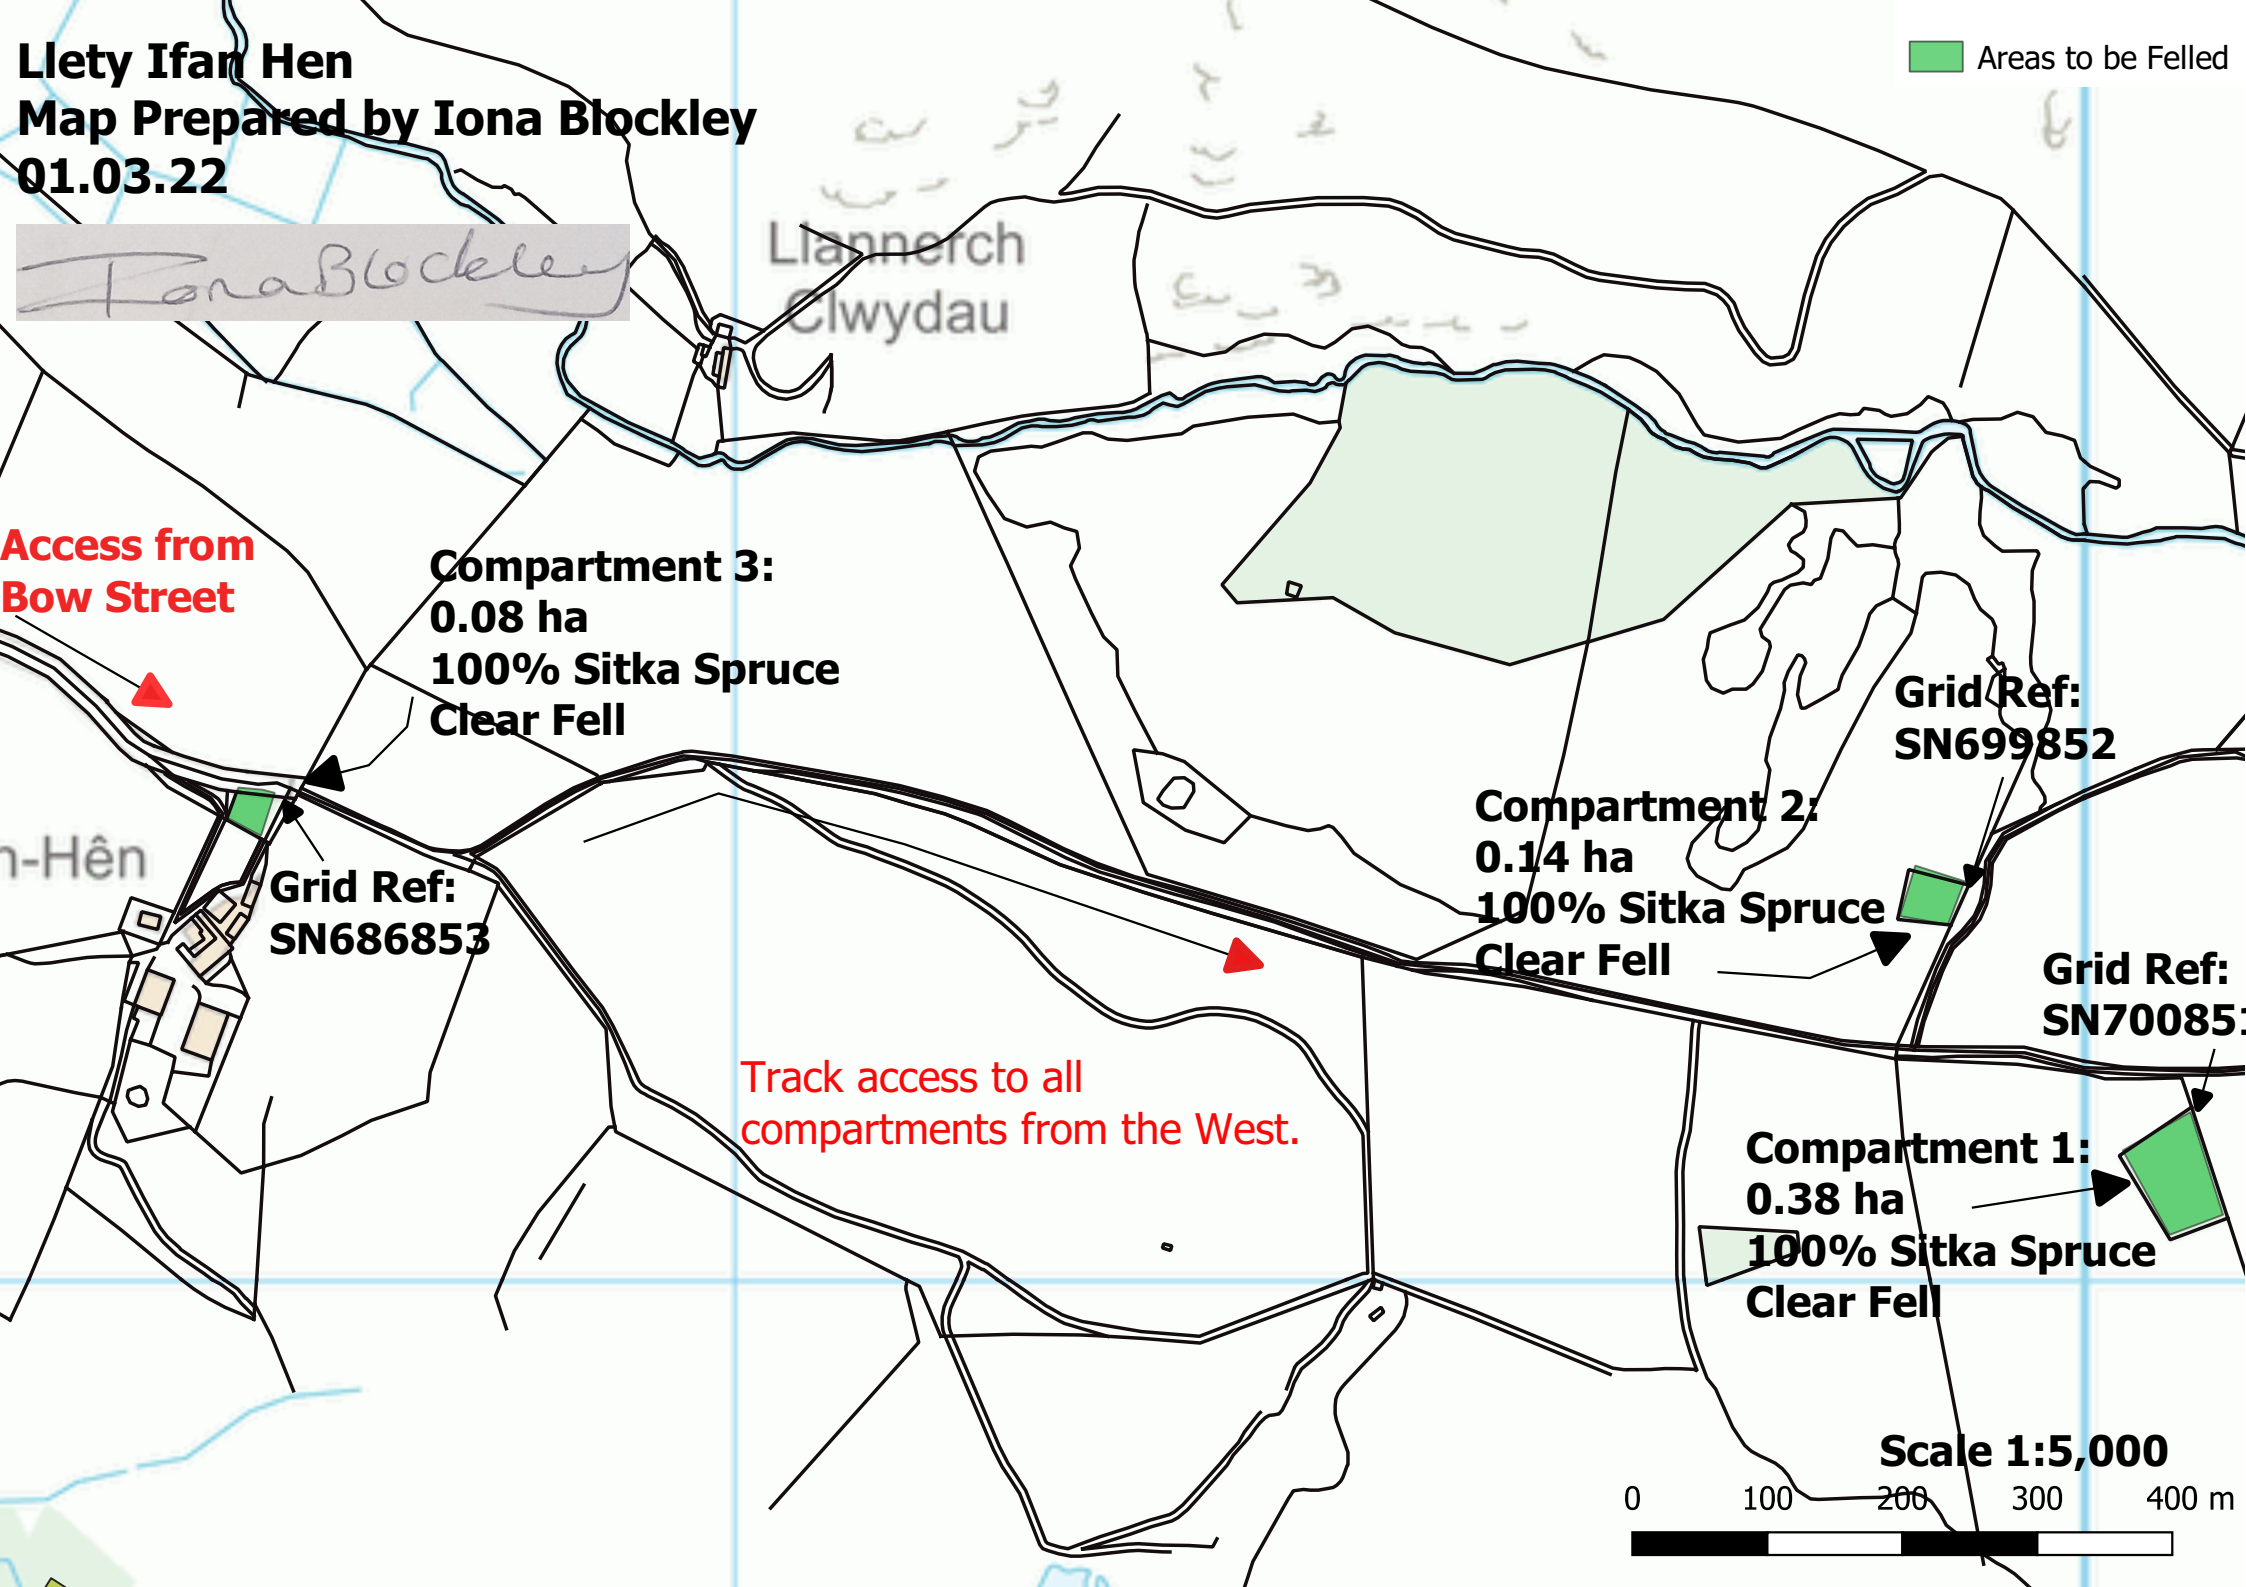 Llety Ifan Hen
Map Prepared by Iona Blockley
01.03.22
Iona Blockley
Areas to be Felled
Llannerch
Clwydau
Access from
Bow Street
Compartment 3:
0.08 ha
100% Sitka Spruce
Clear Fell
n-Hên
Grid Ref:
SN686853
Grid Ref:
SN699852
Compartment 2:
0.14 ha
100% Sitka Spruce
Clear Fell
Grid Ref:
SN700851
Track access to all
compartments from the West.
Compartment 1:
0.38 ha
100% Sitka Spruce
Clear Fell
Scale 1:5,000
0 100 200 300 400 m